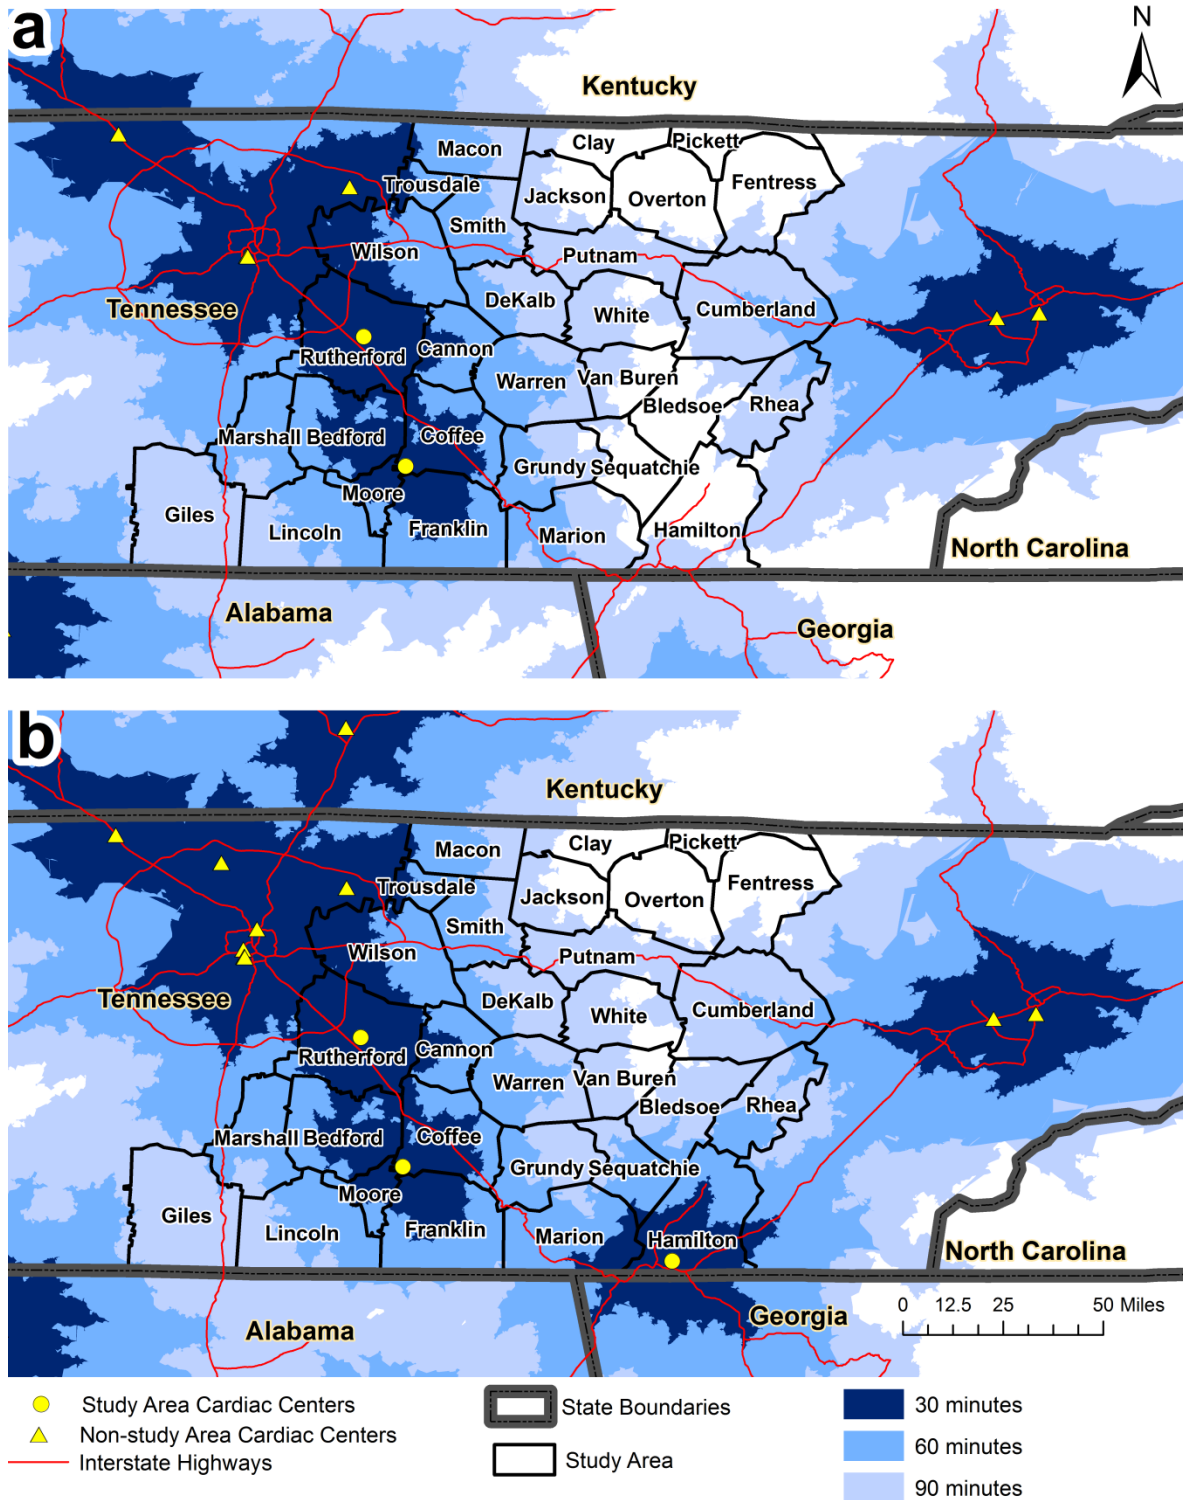 a
N
Kentucky
Macon
Clay
Pickett
Trousdale
Jackson
Overton
Fentress
Smith
Wilson
Putnam
Tennessee
DeKalb
White
Cumberland
Rutherford
Cannon
Warren
Van Buren
Bledsoe
Rhea
Marshall
Bedford
Coffee
Grundy
Sequatchie
Moore
Giles
Lincoln
Franklin
Marion
Hamilton
North Carolina
Alabama
Georgia
b
Kentucky
Macon
Clay
Pickett
Trousdale
Jackson
Overton
Fentress
Smith
Wilson
Putnam
Tennessee
DeKalb
White
Cumberland
Rutherford
Cannon
Warren
Van Buren
Bledsoe
Rhea
Marshall
Bedford
Coffee
Grundy
Sequatchie
Moore
Giles
Lincoln
Franklin
Marion
Hamilton
North Carolina
Alabama
Georgia
0 12.5 25 50 Miles
Study Area Cardiac Centers
Non-study Area Cardiac Centers
Interstate Highways
State Boundaries
Study Area
30 minutes
60 minutes
90 minutes